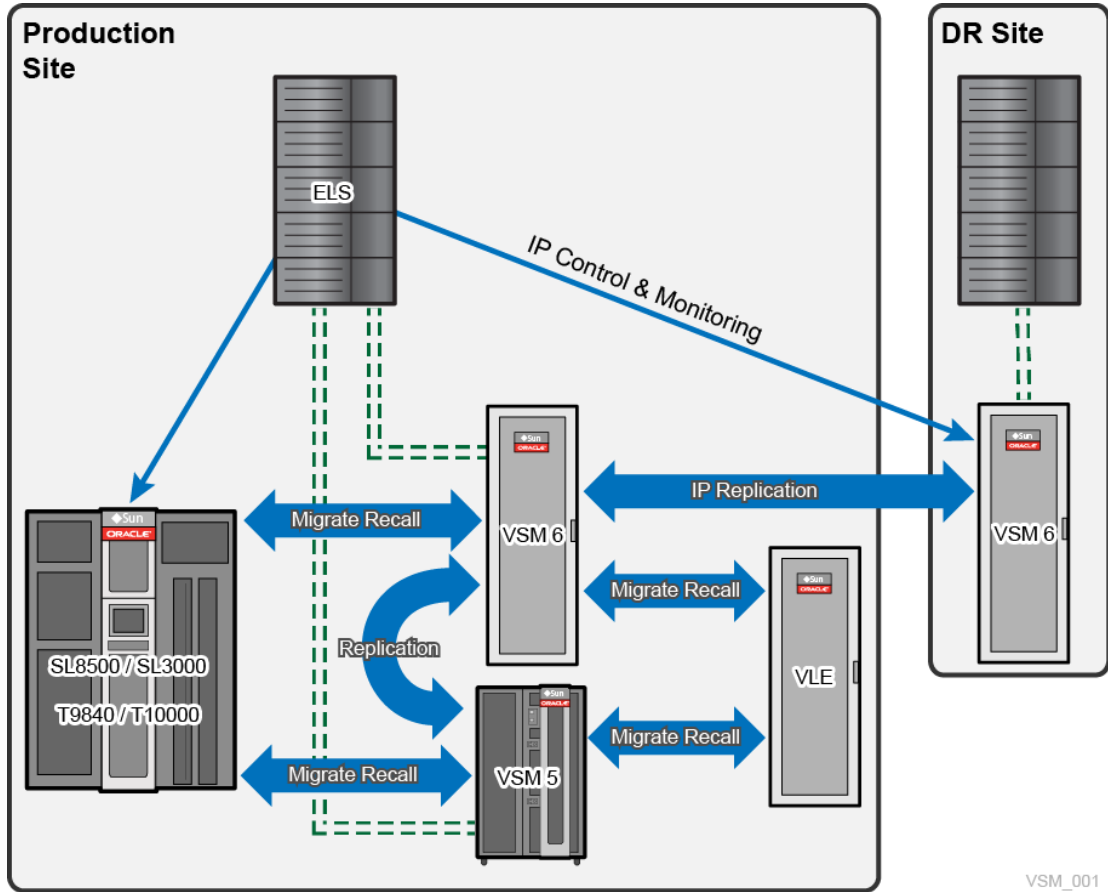 Production
Site
DR Site
ELS
IP Control & Monitoring
Sun
ORACLE
Sun
ORACLE
IP Replication
VSM 6
VSM 6
Sun
ORACLE
Migrate Recall
SL8500 / SL3000
T9840 / T10000
Replication
Migrate Recall
Sun
ORACLE
VLE
Sun
ORACLE
VSM 5
Migrate Recall
Migrate Recall
VSM_001